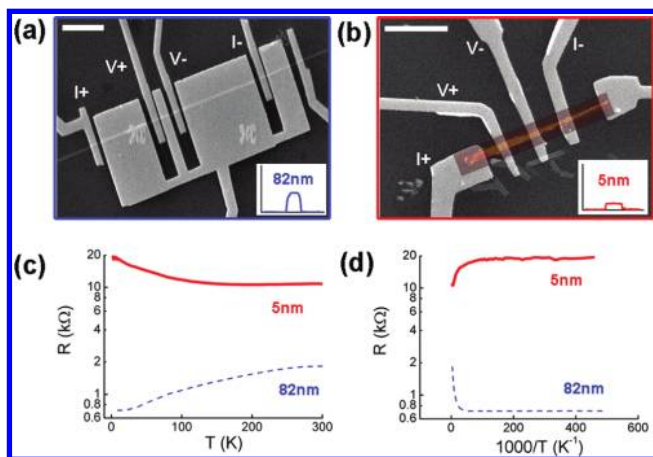 (a)
I+
V+
V-
I-
82nm
(b)
V+
I+
V-
I-
5nm
(c)
R (kΩ)
20
10
8
6
4
2
1
0.8
0.6
0
100
200
300
T (K)
5nm
82nm
(d)
R (kΩ)
20
10
8
6
4
2
1
0.8
0.6
0
200
400
600
1000/T (K⁻¹)
5nm
82nm